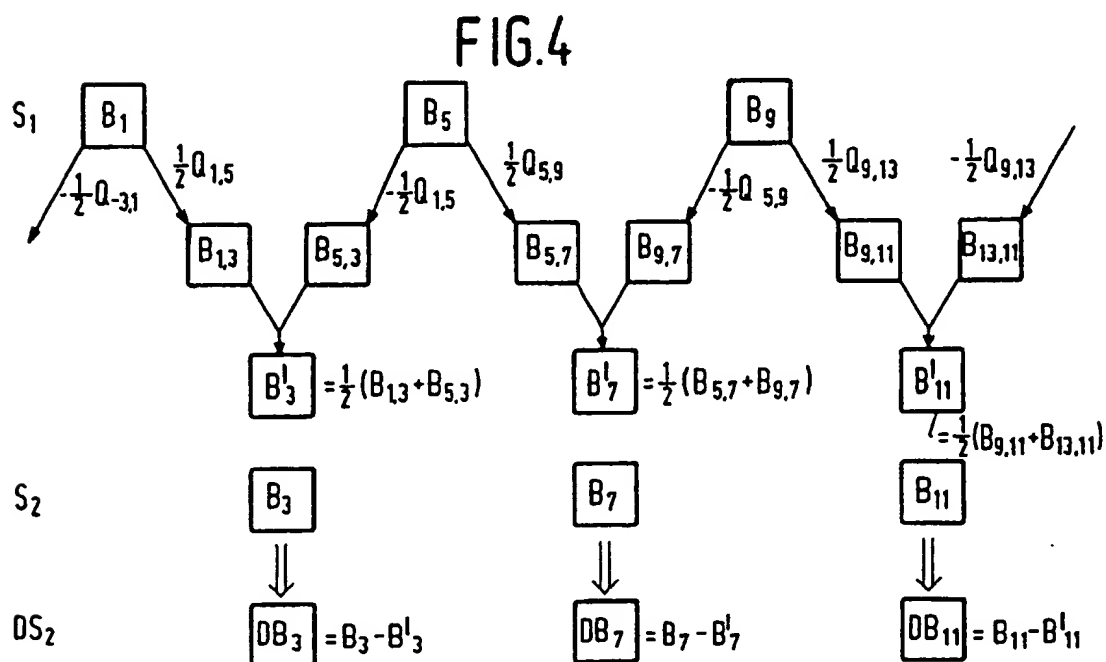 FIG.4
S₁ B₁ B₅ B₉
-½Q₋₃,₁ ½Q₁,₅ -½Q₁,₅ ½Q₅,₉ -½Q₅,₉ ½Q₉,₁₃ -½Q₉,₁₃
B₁,₃ B₅,₃ B₅,₇ B₉,₇ B₉,₁₁ B₁₃,₁₁
B'₃ =½(B₁,₃+B₅,₃) B'₇ =½(B₅,₇+B₉,₇) B'₁₁
=½(B₉,₁₁+B₁₃,₁₁)
S₂ B₃ B₇ B₁₁
DS₂ DB₃ =B₃-B'₃ DB₇ =B₇-B'₇ DB₁₁ =B₁₁-B'₁₁